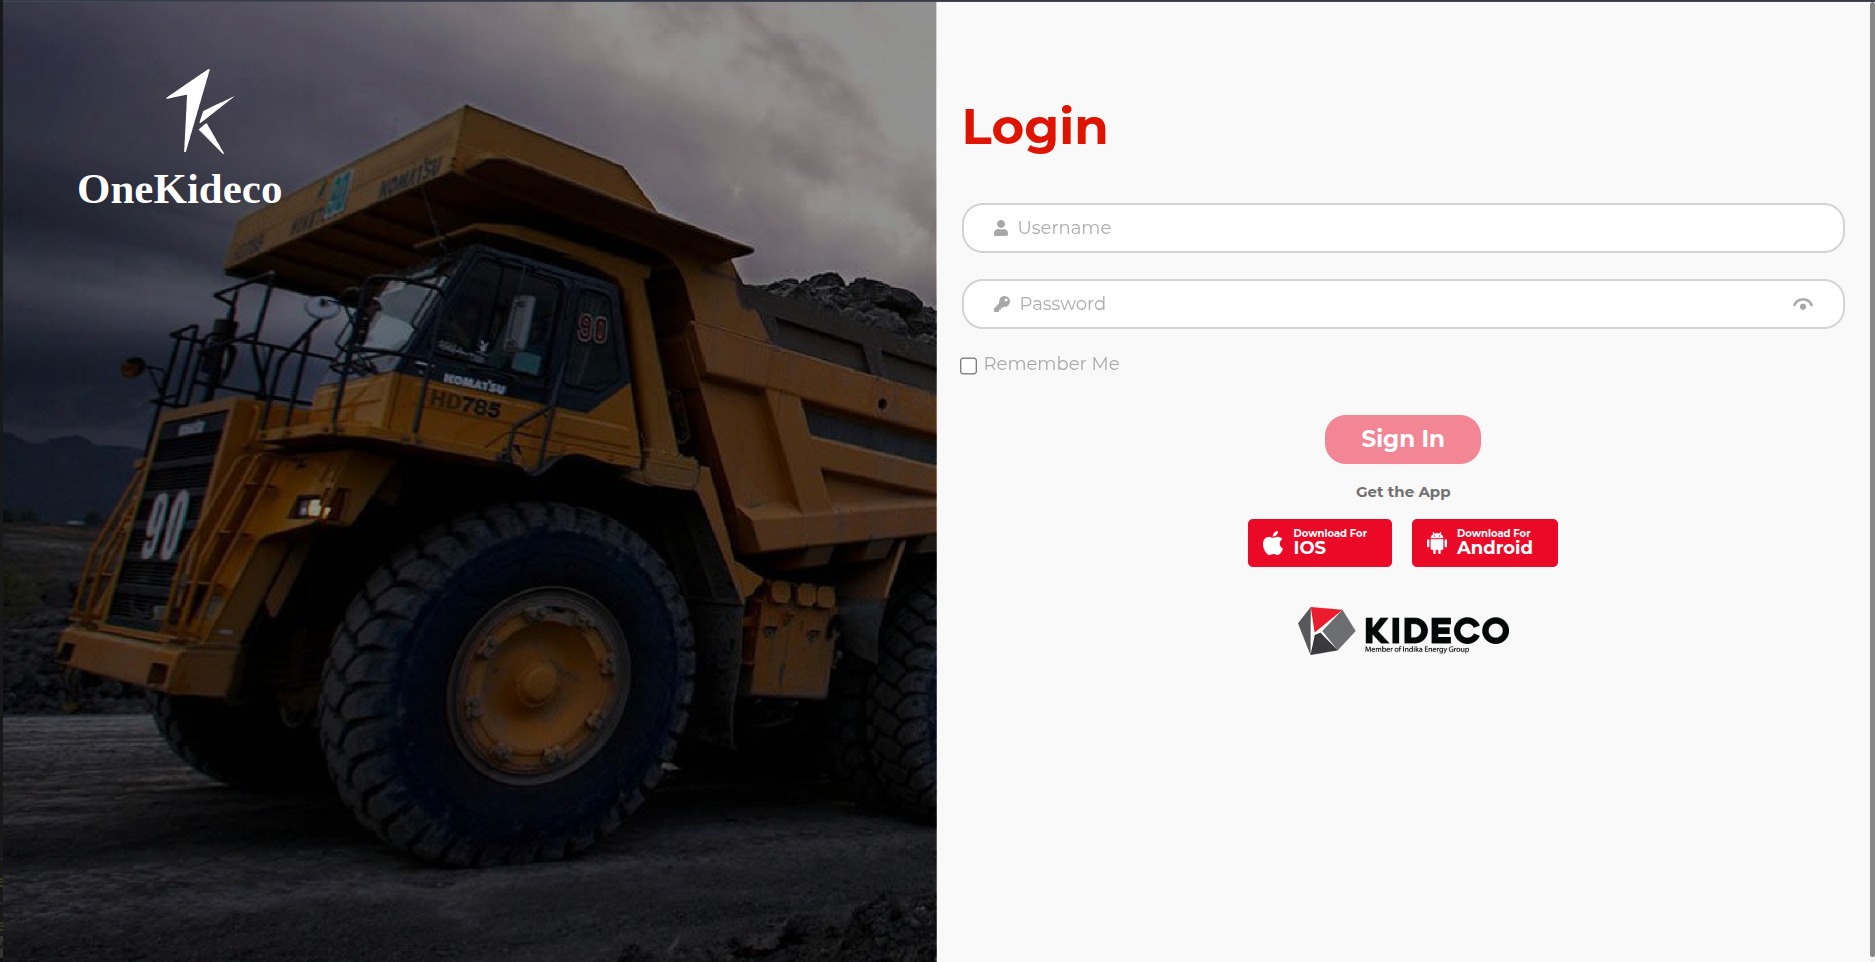 OneKideco
KOMATSU
90
KOMATSU
HD785
90
Login
Username
Password
Remember Me
Sign In
Get the App
Download For
IOS
Download For
Android
KIDECO
Member of Indika Energy Group